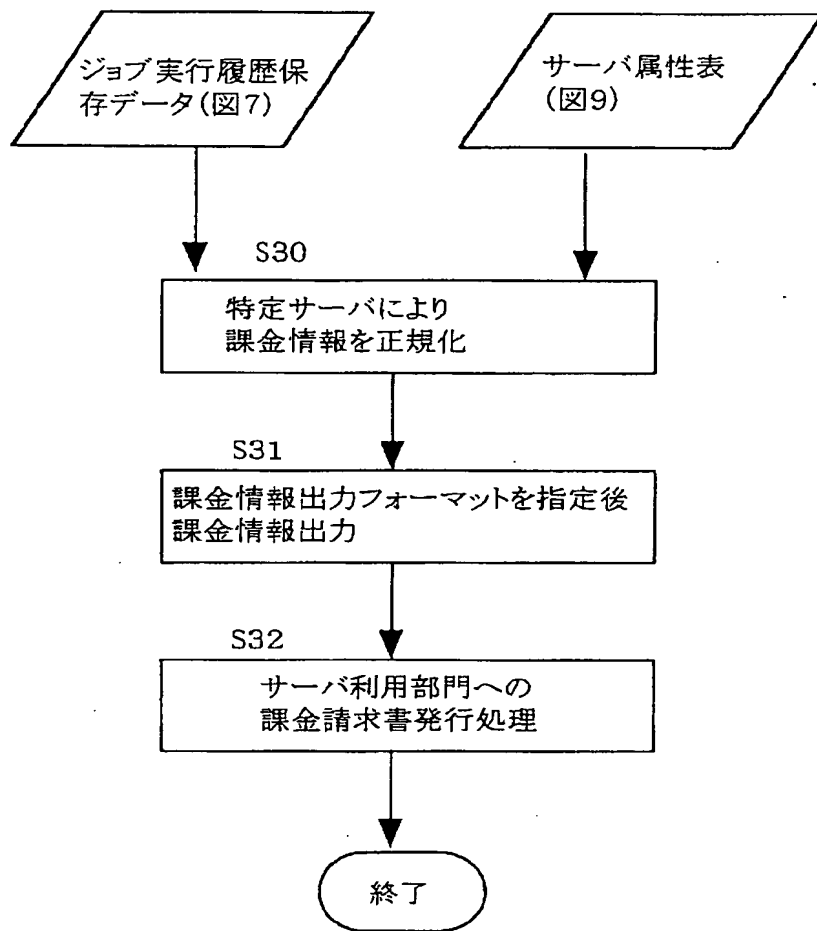 ジョブ実行履歴保
存データ(図7)
サーバ属性表
(図9)
S30
特定サーバにより
課金情報を正規化
S31
課金情報出力フォーマットを指定後
課金情報出力
S32
サーバ利用部門への
課金請求書発行処理
終了